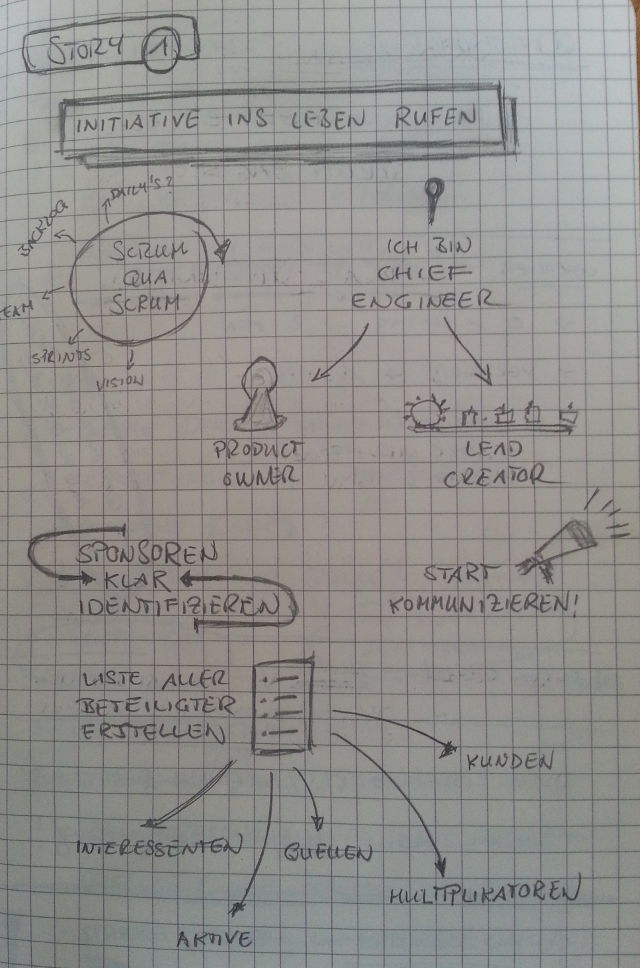 STORY 1
INITIATIVE INS LEBEN RUFEN
DAILY'S?
BACKLOG
SCRUM
QUA
SCRUM
TEAM
STRINTS
VISION
ICH BIN
CHIEF
ENGINEER
PRODUCT
OWNER
LEAD
CREATOR
SPONSOREN
KLAR
IDENTIFIZIEREN
START
KOMMUNIZIEREN!
LISTE ALLER
BETEILIGTER
ERSTELLEN
KUNDEN
INTERESSENTEN
QUELLEN
MULTIPLIKATOREN
AKTIVE